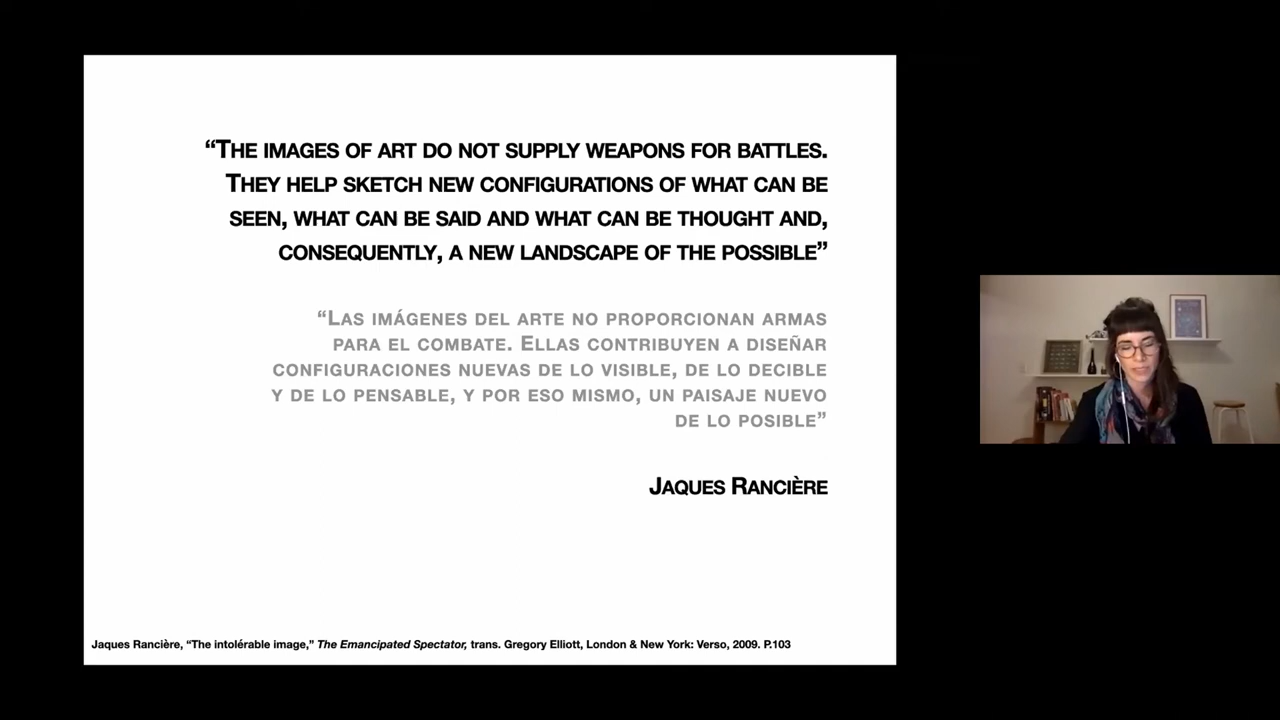 “The images of art do not supply weapons for battles.
They help sketch new configurations of what can be
seen, what can be said and what can be thought and,
consequently, a new landscape of the possible”
“Las imágenes del arte no proporcionan armas
para el combate. Ellas contribuyen a diseñar
configuraciones nuevas de lo visible, de lo decible
y de lo pensable, y por eso mismo, un paisaje nuevo
de lo posible”
Jaques Rancière
Jaques Rancière, “The intolérable image,” The Emancipated Spectator, trans. Gregory Elliott, London & New York: Verso, 2009. P.103